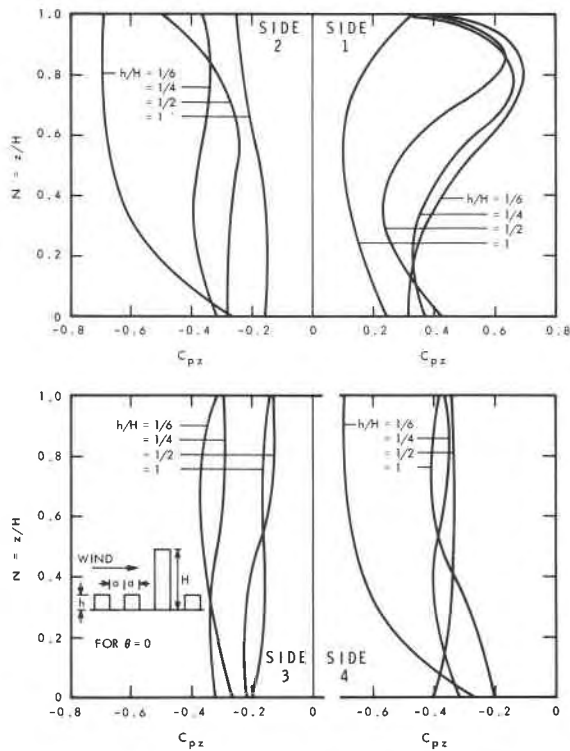 1.0
0.8
0.6
0.4
0.2
0
N = z/H
SIDE
2
h/H = 1/6
= 1/4
= 1/2
= 1
SIDE
1
h/H = 1/6
= 1/4
= 1/2
= 1
-0.8
-0.6
-0.4
-0.2
0
0.2
0.4
0.6
0.8
Cpz
Cpz
1.0
0.8
0.6
0.4
0.2
0
N = z/H
h/H = 1/6
= 1/4
= 1/2
= 1
WIND
a
a
H
h
FOR θ = 0
SIDE
3
h/H = 1/6
= 1/4
= 1/2
= 1
SIDE
4
-0.8
-0.6
-0.4
-0.2
0
-0.6
-0.4
-0.2
0
Cpz
Cpz